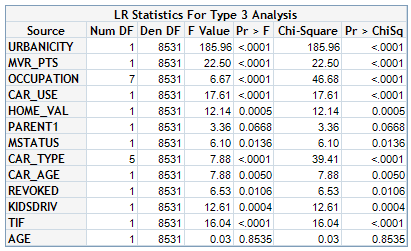 LR Statistics For Type 3 Analysis
Source Num DF Den DF F Value Pr > F Chi-Square Pr > ChiSq
URBANICITY 1 8531 185.96 <.0001 185.96 <.0001
MVR_PTS 1 8531 22.50 <.0001 22.50 <.0001
OCCUPATION 7 8531 6.67 <.0001 46.68 <.0001
CAR_USE 1 8531 17.61 <.0001 17.61 <.0001
HOME_VAL 1 8531 12.14 0.0005 12.14 0.0005
PARENT1 1 8531 3.36 0.0668 3.36 0.0668
MSTATUS 1 8531 6.10 0.0136 6.10 0.0136
CAR_TYPE 5 8531 7.88 <.0001 39.41 <.0001
CAR_AGE 1 8531 7.88 0.0050 7.88 0.0050
REVOKED 1 8531 6.53 0.0106 6.53 0.0106
KIDSDRIV 1 8531 12.61 0.0004 12.61 0.0004
TIF 1 8531 16.04 <.0001 16.04 <.0001
AGE 1 8531 0.03 0.8535 0.03 0.8535